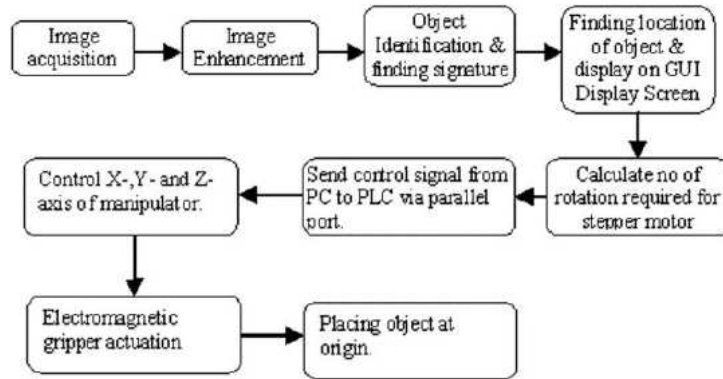 Image
acquisition
Image
Enhancement
Object
Identification &
finding signature
Finding location
of object &
display on GUI
Display Screen
Calculate no of
rotation required for
stepper motor
Send control signal from
PC to PLC via parallel
port.
Control X-,Y- and Z-
axis of manipulator.
Electromagnetic
gripper actuation
Placing object at
origin.